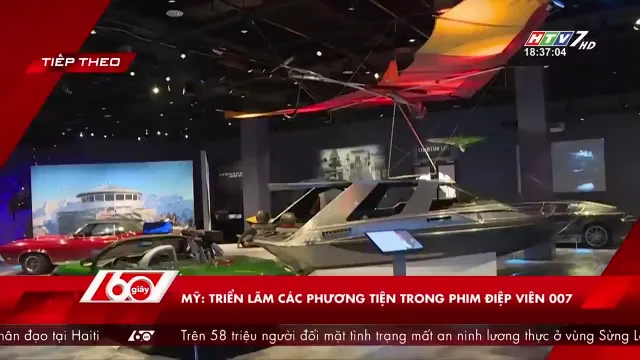 TIẾP THEO
HTV7 HD
18:37:04
60 giây
MỸ: TRIỂN LÃM CÁC PHƯƠNG TIỆN TRONG PHIM ĐIỆP VIÊN 007
nhân đạo tại Haiti 60 giây Trên 58 triệu người đối mặt tình trạng mất an ninh lương thực ở vùng Sừng